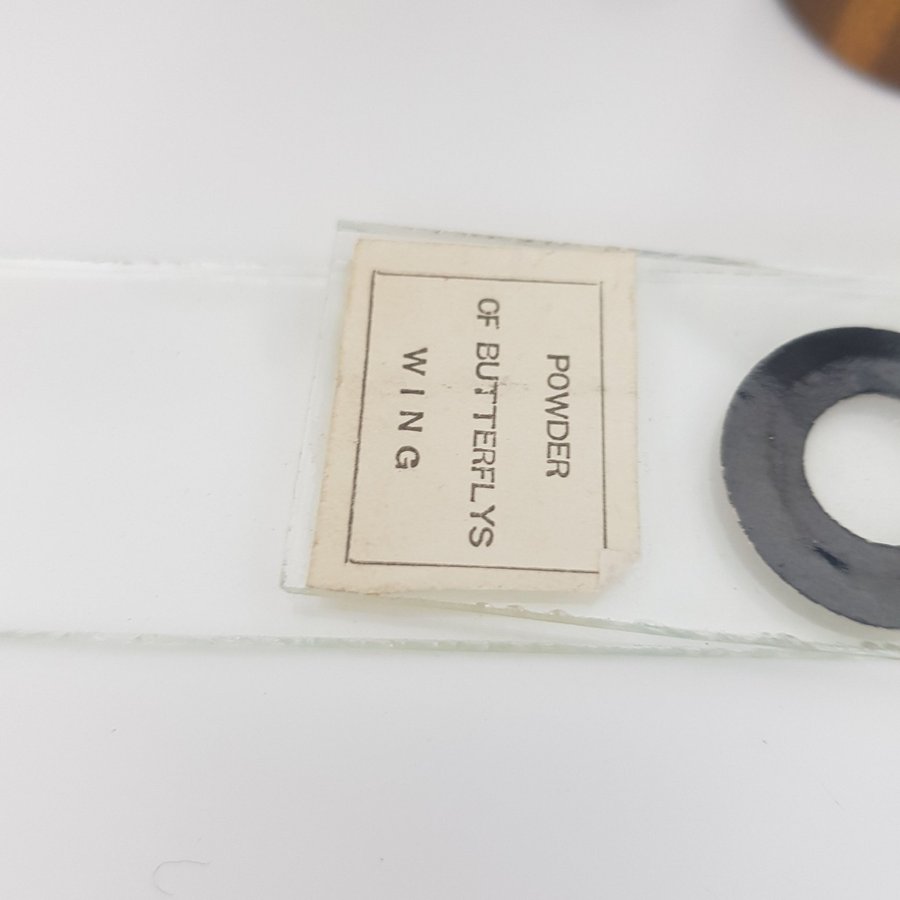 POWDER
OF BUTTERFLYS
WING